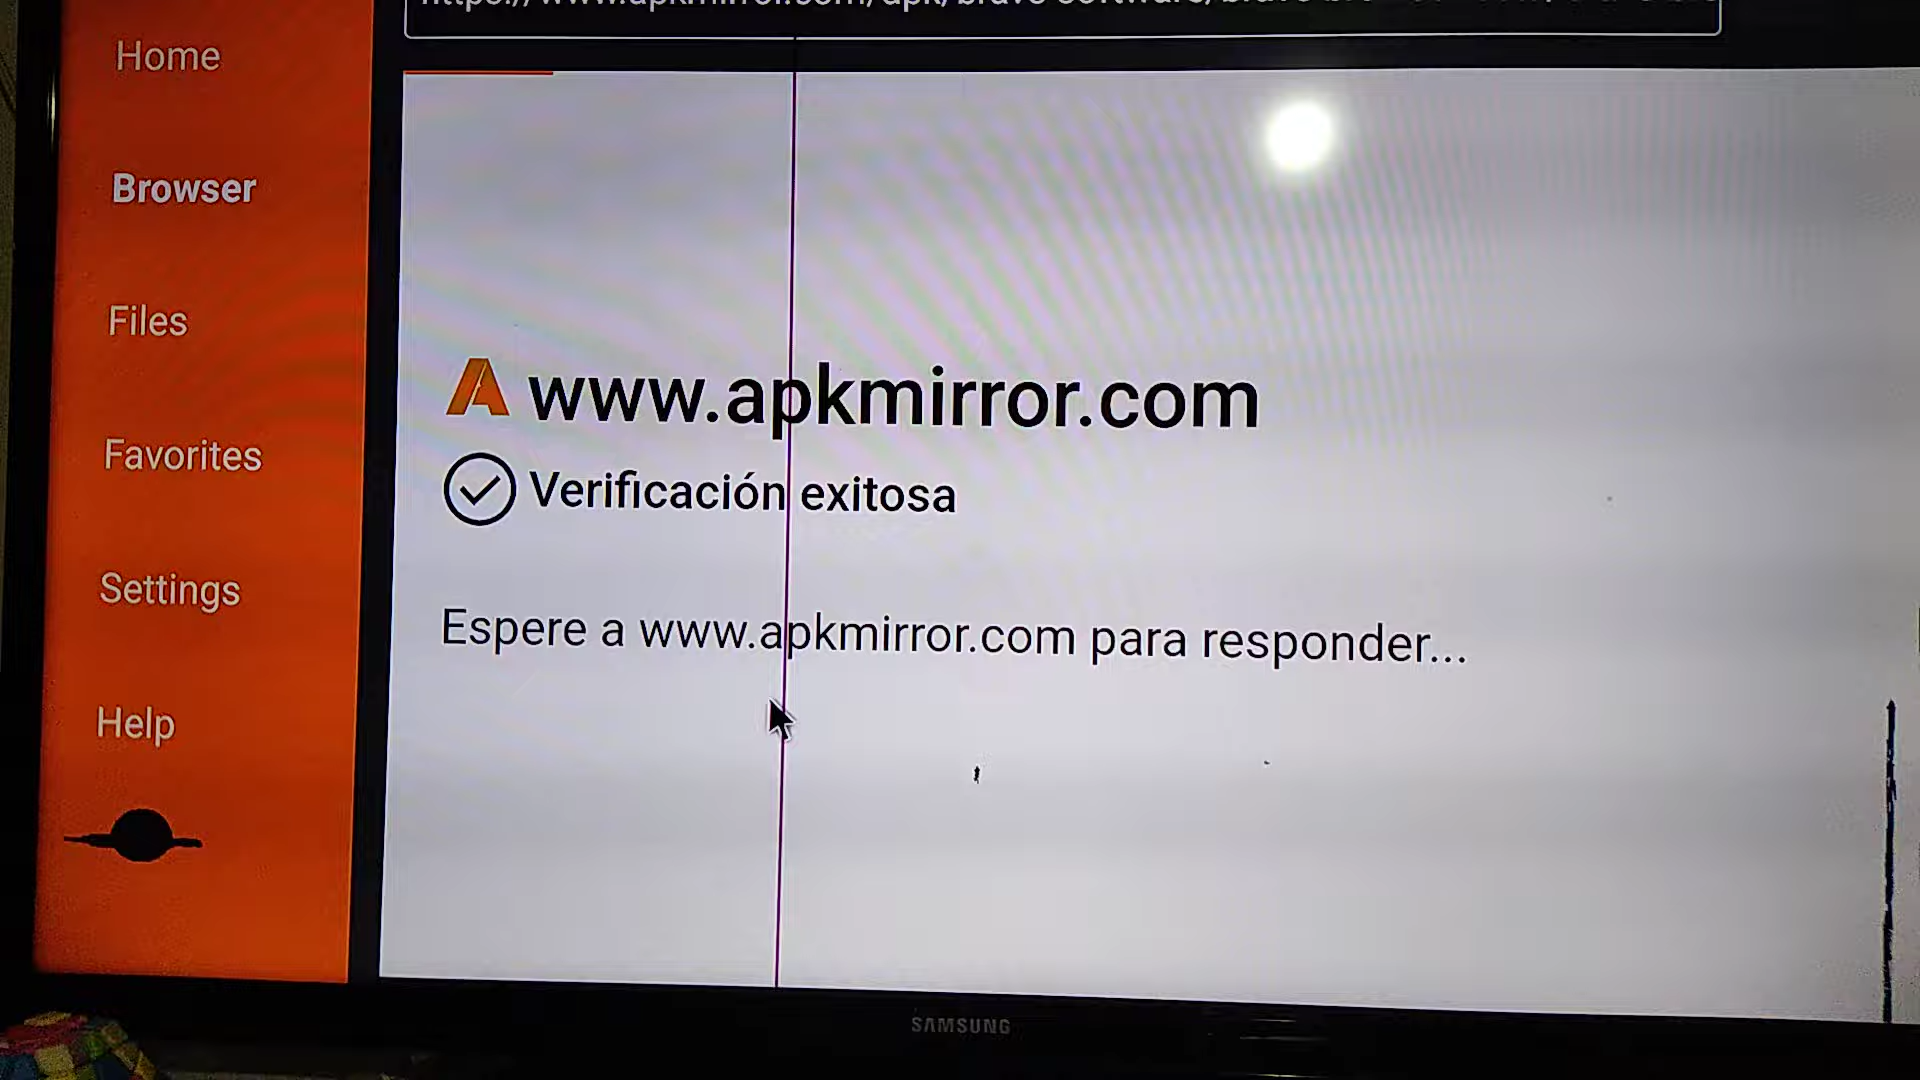 Home
Browser
Files
Favorites
Settings
Help
www.apkmirror.com
Verificación exitosa
Espere a www.apkmirror.com para responder...
SAMSUNG